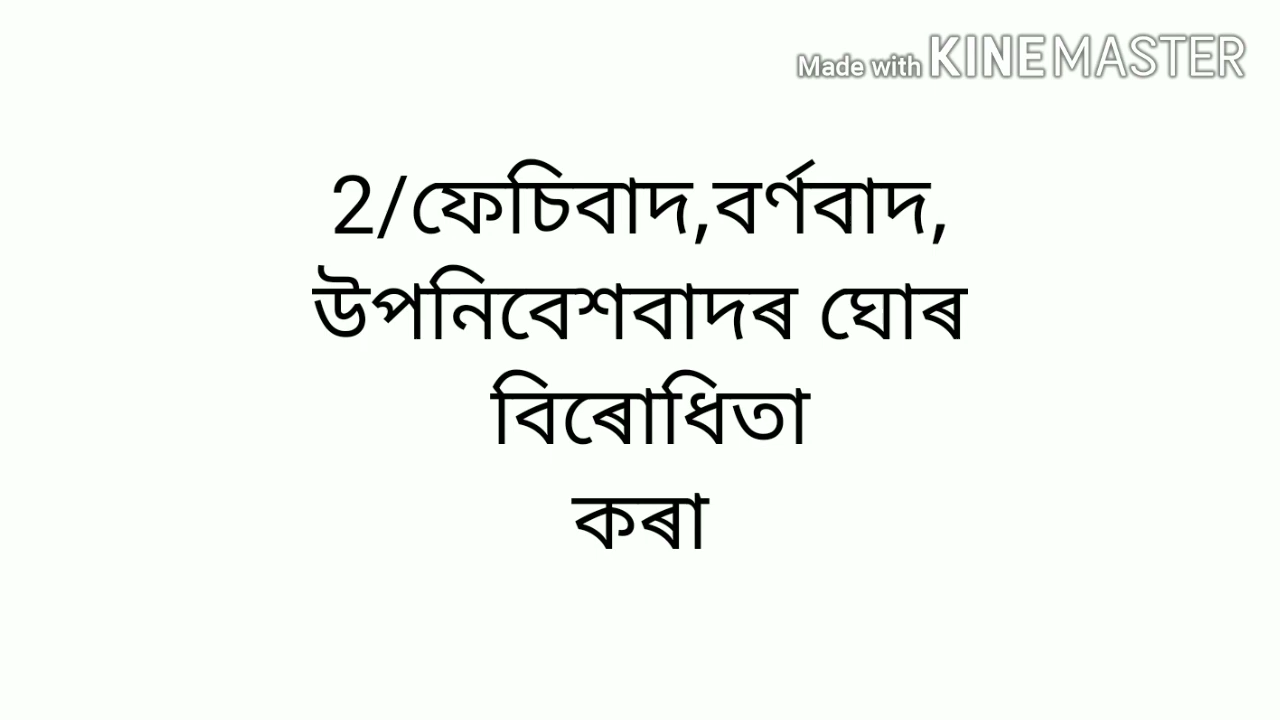 Made with KINEMASTER
2/ফেচিবাদ,বৰ্ণবাদ,
উপনিবেশবাদৰ ঘোৰ
বিৰোধিতা
কৰা